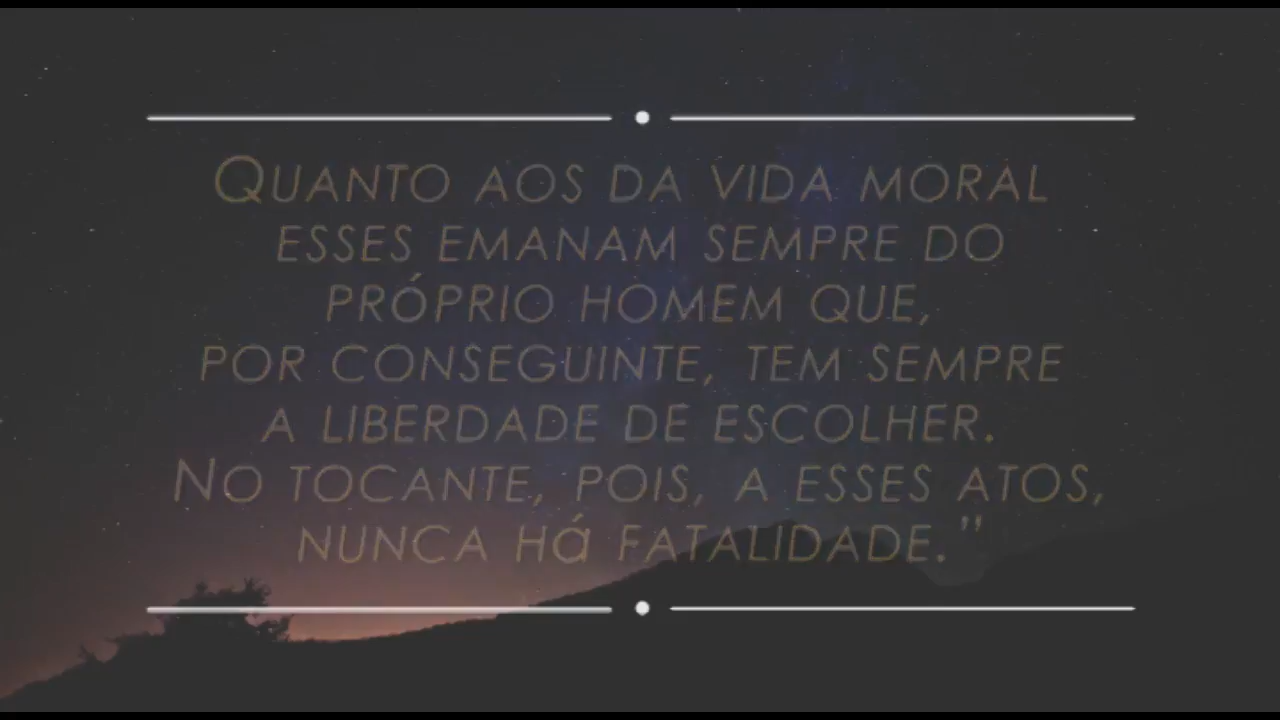 QUANTO AOS DA VIDA MORAL
ESSES EMANAM SEMPRE DO
PRÓPRIO HOMEM QUE,
POR CONSEGUINTE, TEM SEMPRE
A LIBERDADE DE ESCOLHER.
NO TOCANTE, POIS, A ESSES ATOS,
NUNCA Há FATALIDADE."